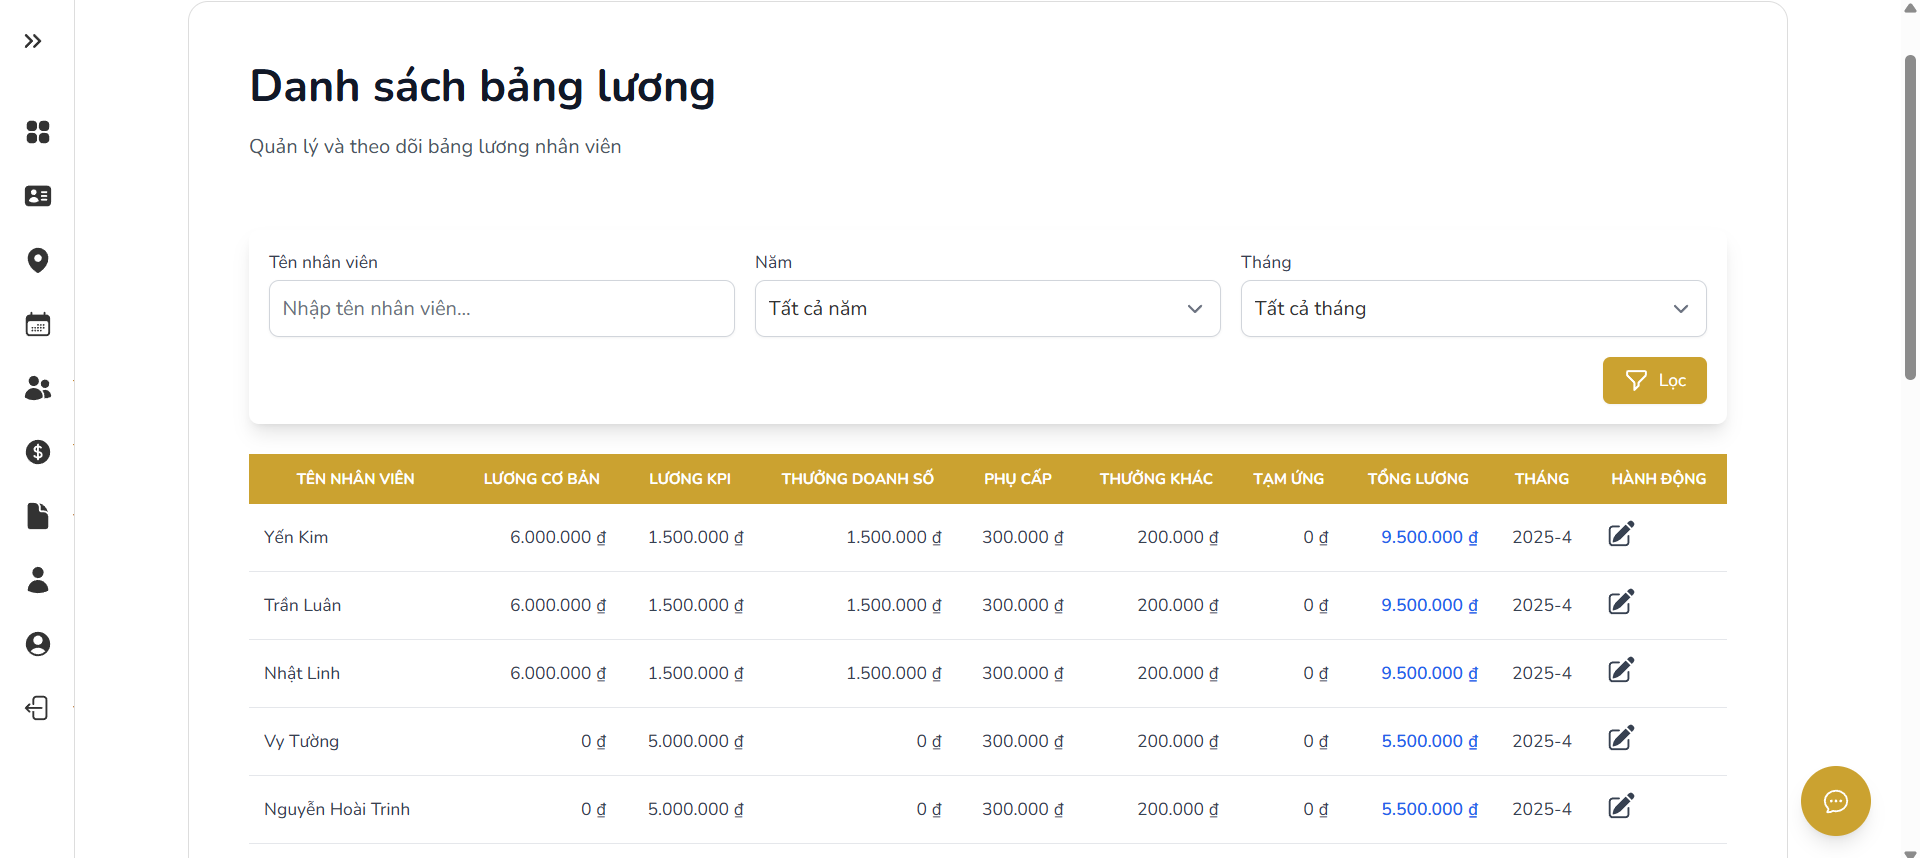 Danh sách bảng lương
Quản lý và theo dõi bảng lương nhân viên
Tên nhân viên Năm Tháng
Nhập tên nhân viên... Tất cả năm Tất cả tháng
Lọc
TÊN NHÂN VIÊN LƯƠNG CƠ BẢN LƯƠNG KPI THƯỞNG DOANH SỐ PHỤ CẤP THƯỞNG KHÁC TẠM ỨNG TỔNG LƯƠNG THÁNG HÀNH ĐỘNG
Yến Kim 6.000.000 ₫ 1.500.000 ₫ 1.500.000 ₫ 300.000 ₫ 200.000 ₫ 0 ₫ 9.500.000 ₫ 2025-4
Trần Luân 6.000.000 ₫ 1.500.000 ₫ 1.500.000 ₫ 300.000 ₫ 200.000 ₫ 0 ₫ 9.500.000 ₫ 2025-4
Nhật Linh 6.000.000 ₫ 1.500.000 ₫ 1.500.000 ₫ 300.000 ₫ 200.000 ₫ 0 ₫ 9.500.000 ₫ 2025-4
Vy Tường 0 ₫ 5.000.000 ₫ 0 ₫ 300.000 ₫ 200.000 ₫ 0 ₫ 5.500.000 ₫ 2025-4
Nguyễn Hoài Trinh 0 ₫ 5.000.000 ₫ 0 ₫ 300.000 ₫ 200.000 ₫ 0 ₫ 5.500.000 ₫ 2025-4